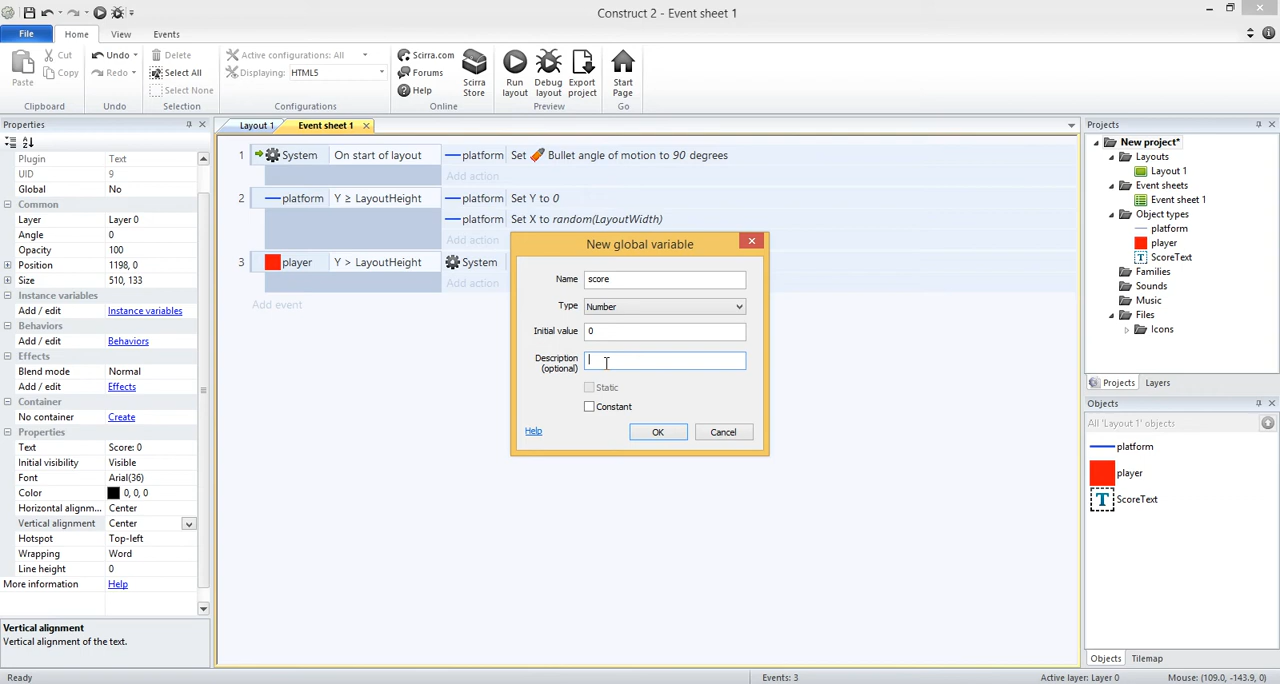 Construct 2 - Event sheet 1
File Home View Events
Paste
Cut
Copy
Clipboard
Undo
Redo
Undo
Delete
Select All
Select None
Selection
Active configurations: All
Displaying: HTML5
Configurations
Scirra.com
Forums
Help
Scirra Store
Online
Run layout
Debug layout
Export project
Preview
Start Page
Go
Properties
Plugin Text
UID 9
Global No
Common
Layer Layer 0
Angle 0
Opacity 100
Position 1198, 0
Size 510, 133
Instance variables
Add / edit Instance variables
Behaviors
Add / edit Behaviors
Effects
Blend mode Normal
Add / edit Effects
Container
No container Create
Properties
Text Score: 0
Initial visibility Visible
Font Arial(36)
Color 0, 0, 0
Horizontal alignm... Center
Vertical alignment Center
Hotspot Top-left
Wrapping Word
Line height 0
More information Help
Vertical alignment
Vertical alignment of the text.
Layout 1 Event sheet 1
1 System On start of layout platform Set Bullet angle of motion to 90 degrees
Add action
2 platform Y ≥ LayoutHeight platform Set Y to 0
platform Set X to random(LayoutWidth)
Add action
3 player Y > LayoutHeight System
Add action
Add event
New global variable
Name score
Type Number
Initial value 0
Description (optional)
Static
Constant
Help OK Cancel
Projects
New project*
Layouts
Layout 1
Event sheets
Event sheet 1
Object types
platform
player
ScoreText
Families
Sounds
Music
Files
Icons
Projects Layers
Objects
All 'Layout 1' objects
platform
player
ScoreText
Objects Tilemap
Ready Events: 3 Active layer: Layer 0 Mouse: (109.0, -143.9, 0)